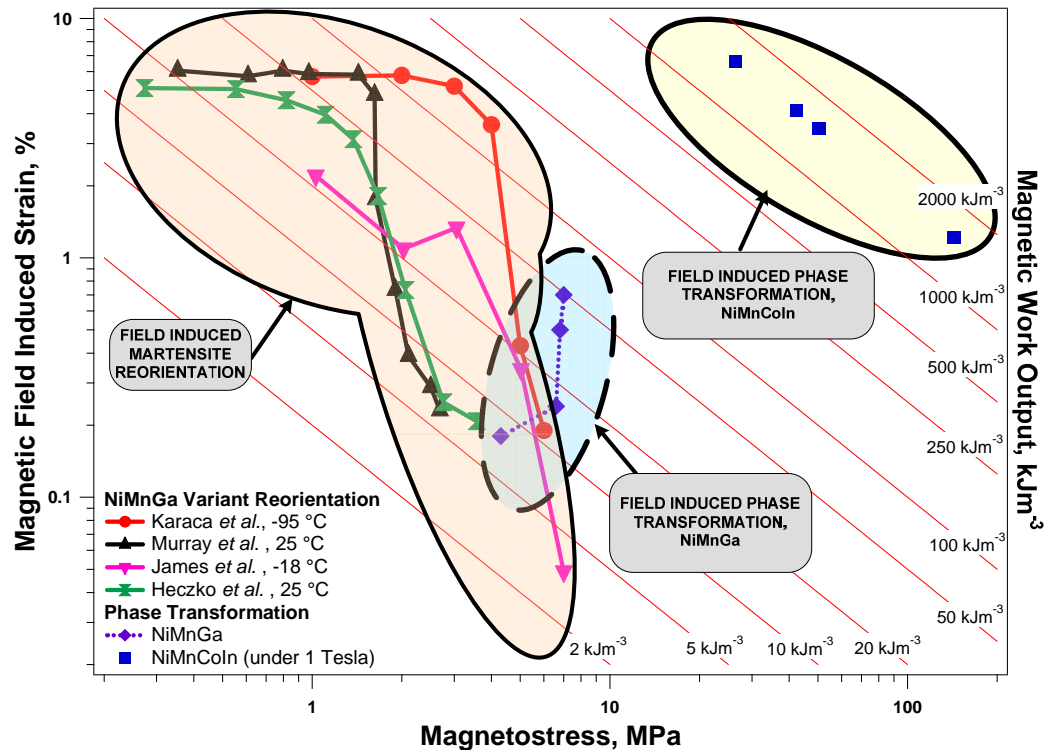 10
1
0.1
Magnetic Field Induced Strain, %
1
10
100
Magnetostress, MPa
Magnetic Work Output, kJm-3
2000 kJm-3
1000 kJm-3
500 kJm-3
250 kJm-3
100 kJm-3
50 kJm-3
2 kJm-3
5 kJm-3
10 kJm-3
20 kJm-3
FIELD INDUCED
MARTENSITE
REORIENTATION
FIELD INDUCED PHASE
TRANSFORMATION,
NiMnCoIn
FIELD INDUCED PHASE
TRANSFORMATION,
NiMnGa
NiMnGa Variant Reorientation
Karaca et al., -95 °C
Murray et al. , 25 °C
James et al. , -18 °C
Heczko et al. , 25 °C
Phase Transformation
NiMnGa
NiMnCoIn (under 1 Tesla)